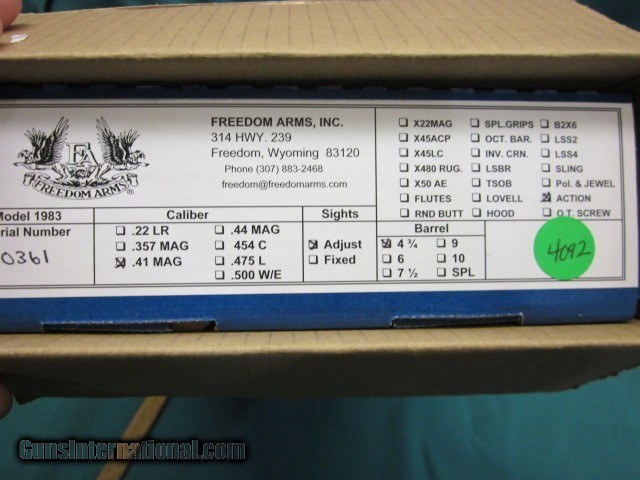 FREEDOM ARMS, INC.
314 HWY. 239
Freedom, Wyoming 83120
Phone (307) 883-2468
freedom@freedomarms.com
FA
FREEDOM ARMS®
X22MAG SPL.GRIPS B2X6
X45ACP OCT. BAR. LSS2
X45LC INV. CRN. LSS4
X480 RUG. LSBR SLING
X50 AE TSOB Pol. & JEWEL
FLUTES LOVELL ACTION
RND BUTT HOOD O.T. SCREW
Model 1983 Caliber Sights Barrel
Serial Number
0361
.22 LR .44 MAG
.357 MAG 454 C
.41 MAG .475 L
.500 W/E
Adjust
Fixed
4 ¾ 9
6 10
7 ½ SPL
4092
GunsInternational.com